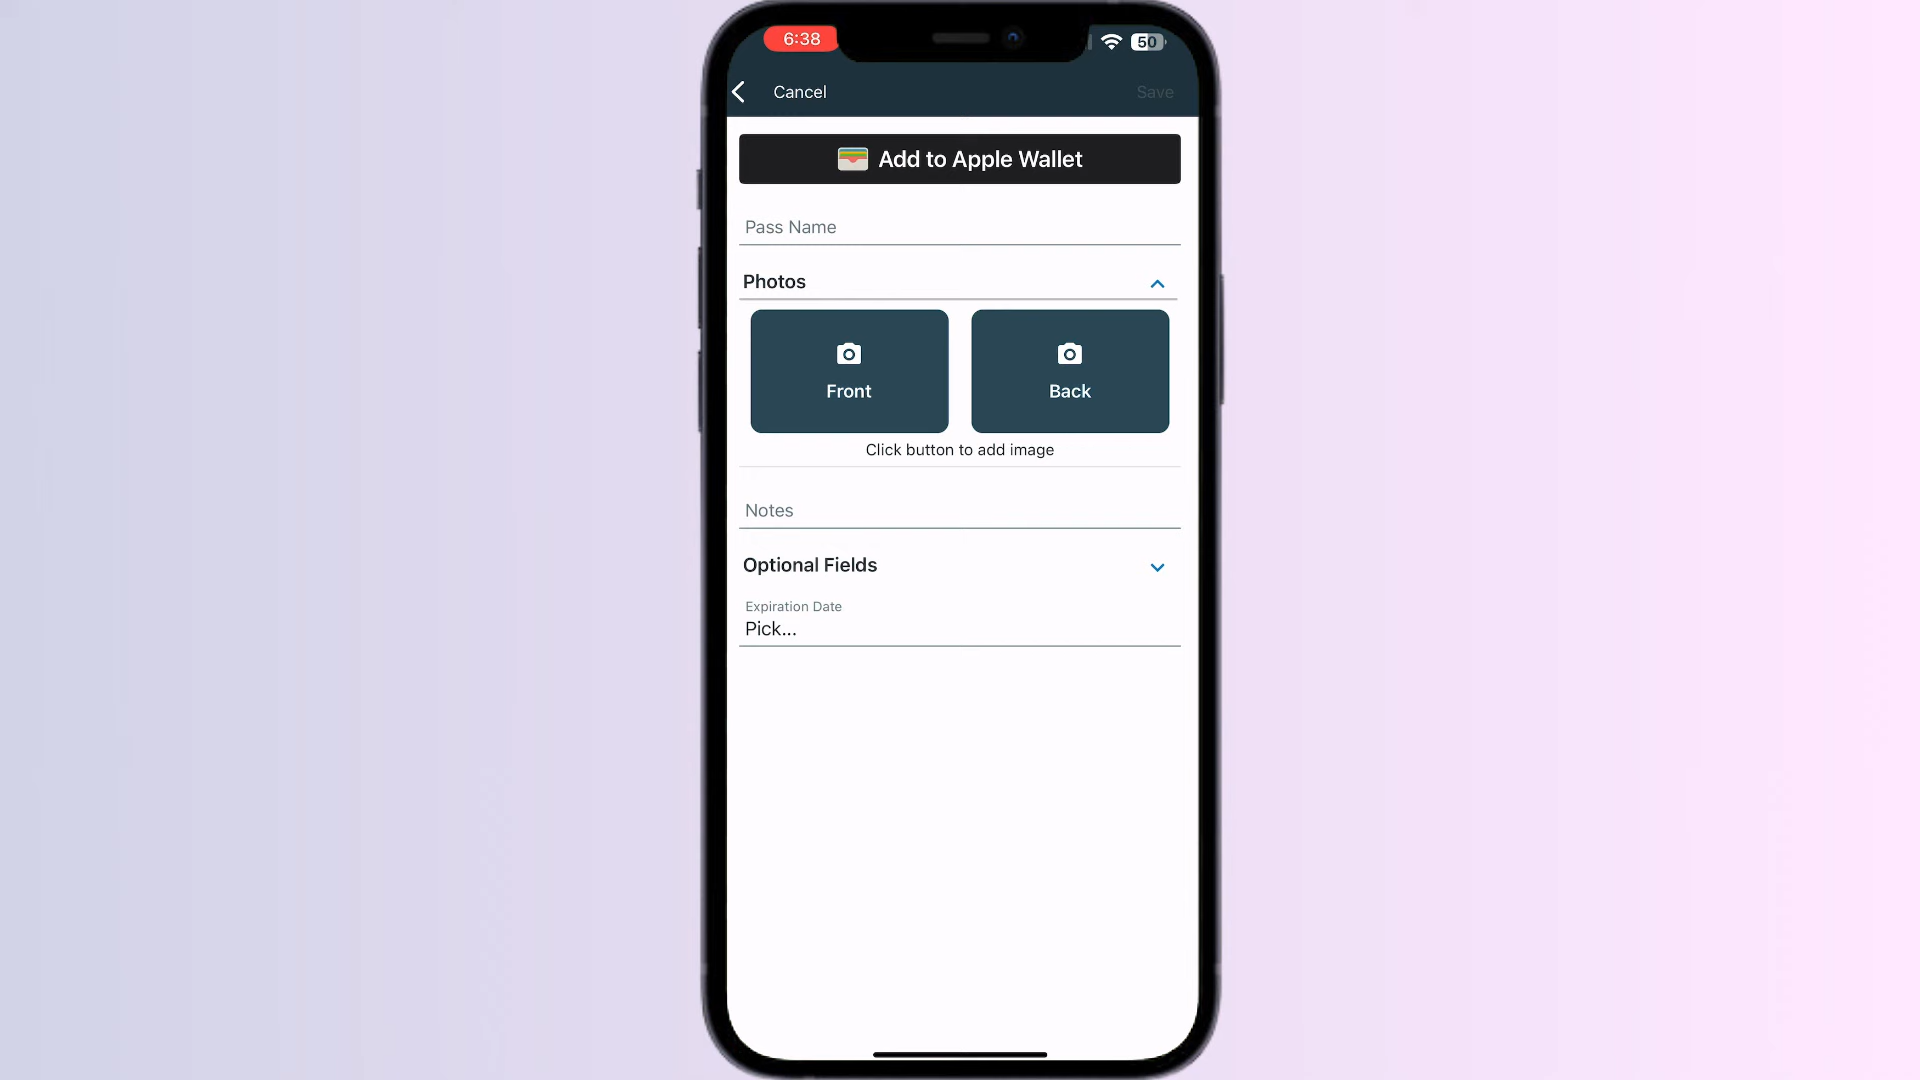 6:38
50
Cancel
Save
Add to Apple Wallet
Pass Name
Photos
Front
Back
Click button to add image
Notes
Optional Fields
Expiration Date
Pick...